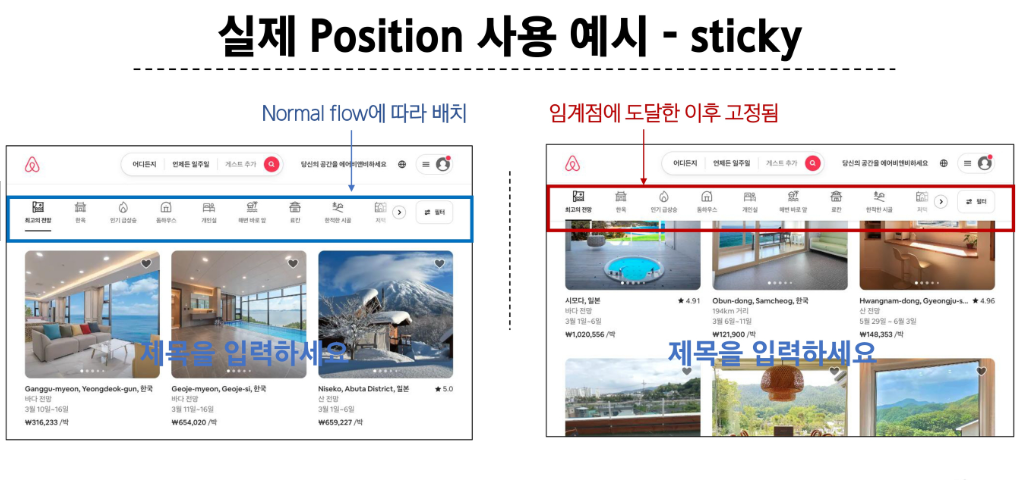 실제 Position 사용 예시 - sticky
Normal flow에 따라 배치
어디든지 언제든 일주일 게스트 추가 당신의 공간을 에어비앤비하세요
최고의 전망 한옥 인기 급상승 돔하우스 개인실 해변 바로 앞 료칸 한적한 시골 저택 필터
제목을 입력하세요
Ganggu-myeon, Yeongdeok-gun, 한국
바다 전망
3월 10일~16일
₩316,233 /박
Geoje-myeon, Geoje-si, 한국
바다 전망
3월 11일~16일
₩654,020 /박
Niseko, Abuta District, 일본 ★ 5.0
산 전망
3월 1일~6일
₩659,227 /박
임계점에 도달한 이후 고정됨
어디든지 언제든 일주일 게스트 추가 당신의 공간을 에어비앤비하세요
최고의 전망 한옥 인기 급상승 돔하우스 개인실 해변 바로 앞 료칸 한적한 시골 저택 필터
시모다, 일본 ★ 4.91
바다 전망
3월 1일~6일
₩1,020,556 /박
Obun-dong, Samcheog, 한국
194km 거리
3월 6일~11일
₩121,900 /박
Hwangnam-dong, Gyeongju-s... ★ 4.96
산 전망
5월 29일 ~ 6월 3일
₩148,353 /박
제목을 입력하세요